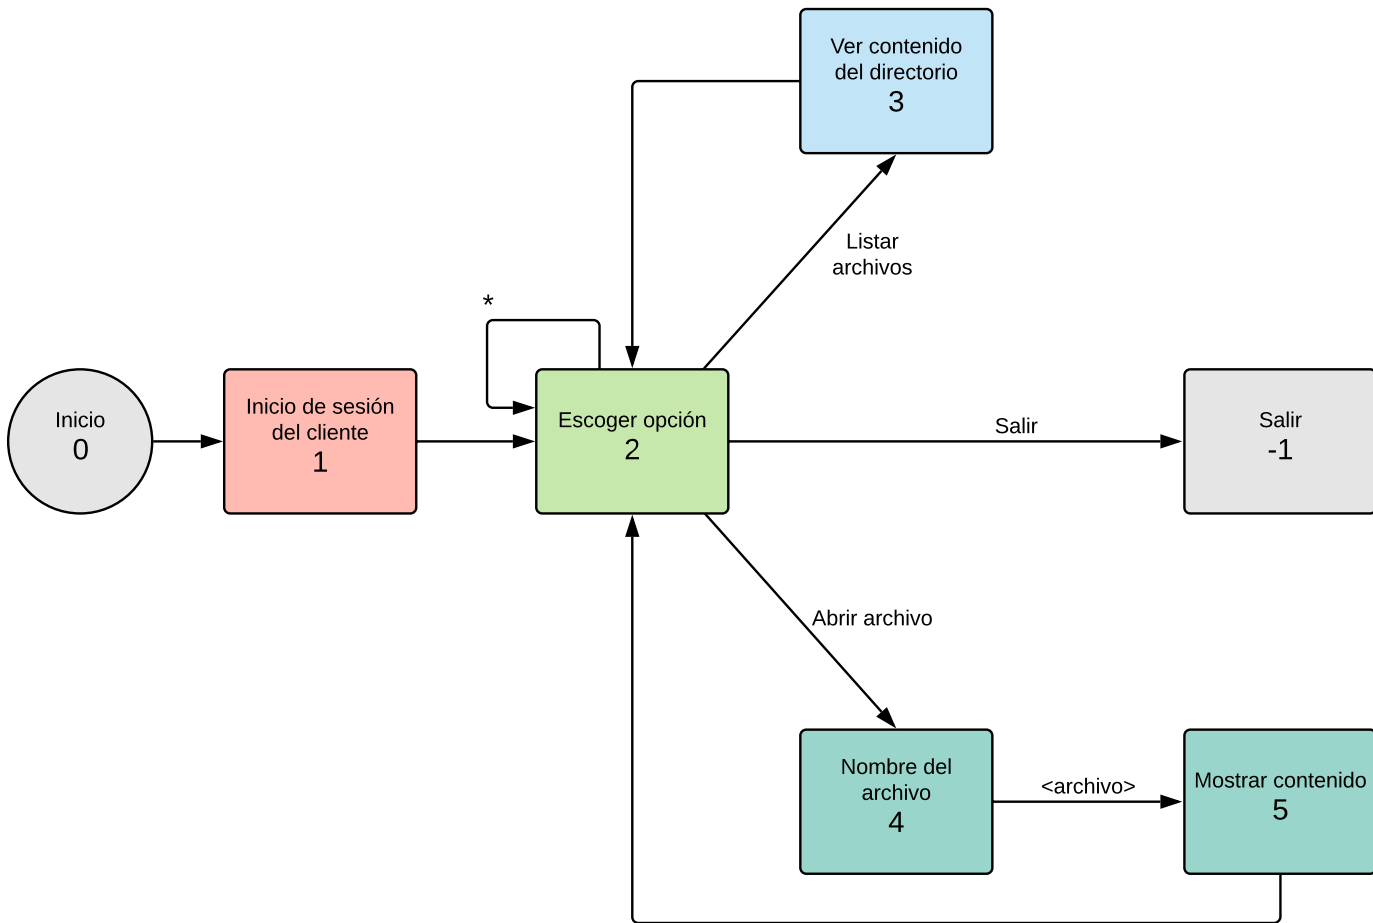 Ver contenido
del directorio
3
Listar
archivos
*
Inicio
0
Inicio de sesión
del cliente
1
Escoger opción
2
Salir
Salir
-1
Abrir archivo
Nombre del
archivo
4
<archivo>
Mostrar contenido
5